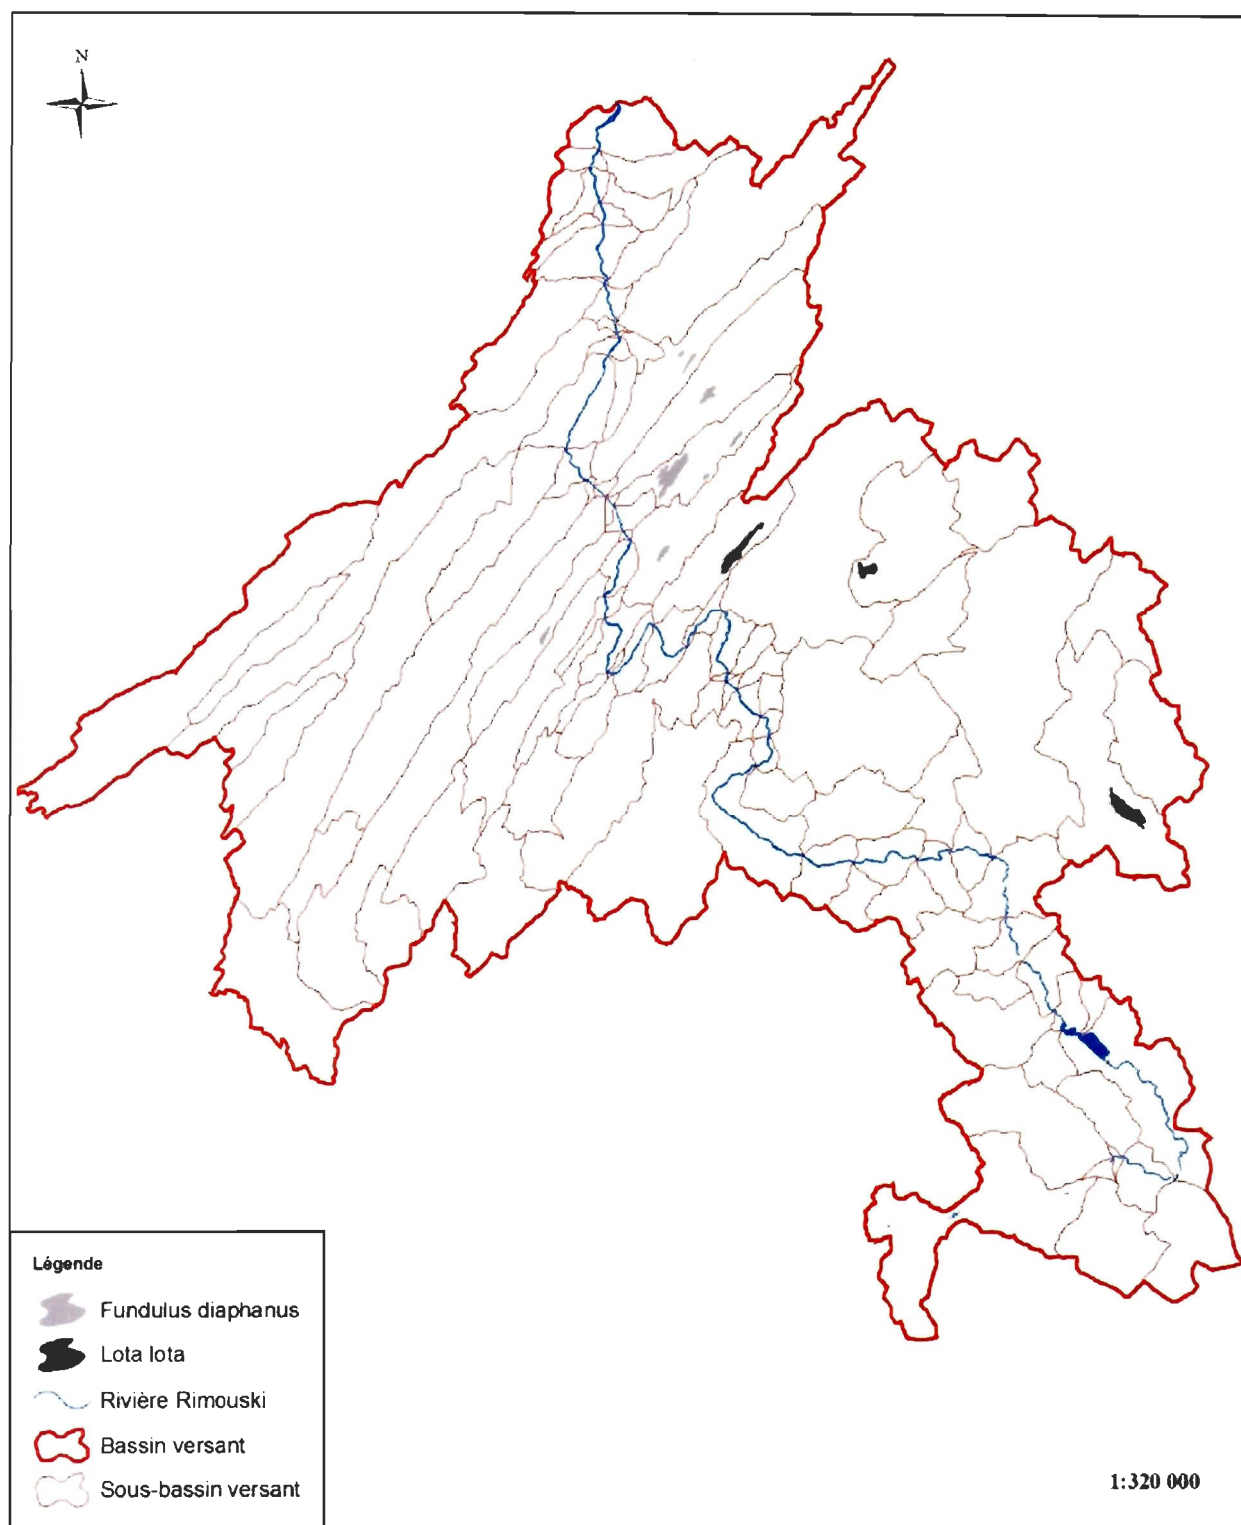 N
Légende
Fundulus diaphanus
Lota lota
Rivière Rimouski
Bassin versant
Sous-bassin versant
1:320 000